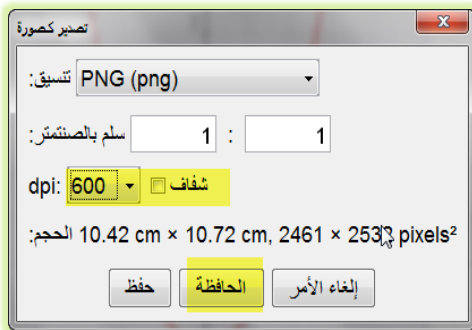 تصدير كصورة
تنسيق: PNG (png)
سلم بالصنتمتر: 1 : 1
dpi: 600 شفاف
الحجم: 10.42 cm × 10.72 cm, 2461 × 253 pixels²
حفظ الحافظة إلغاء الأمر